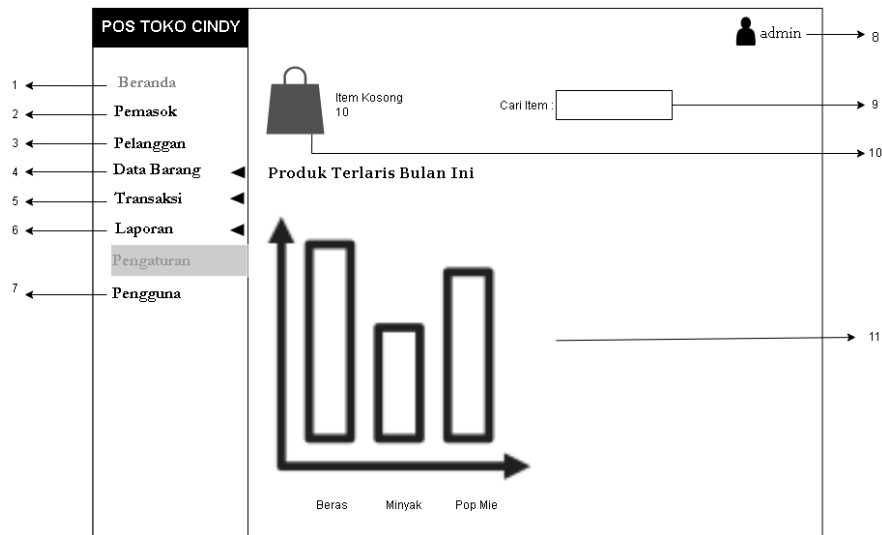 POS TOKO CINDY
admin
8
1
Beranda
2
Pemasok
3
Pelanggan
4
Data Barang
5
Transaksi
6
Laporan
Pengaturan
7
Pengguna
Item Kosong
10
Cari Item :
9
10
Produk Terlaris Bulan Ini
11
Beras
Minyak
Pop Mie